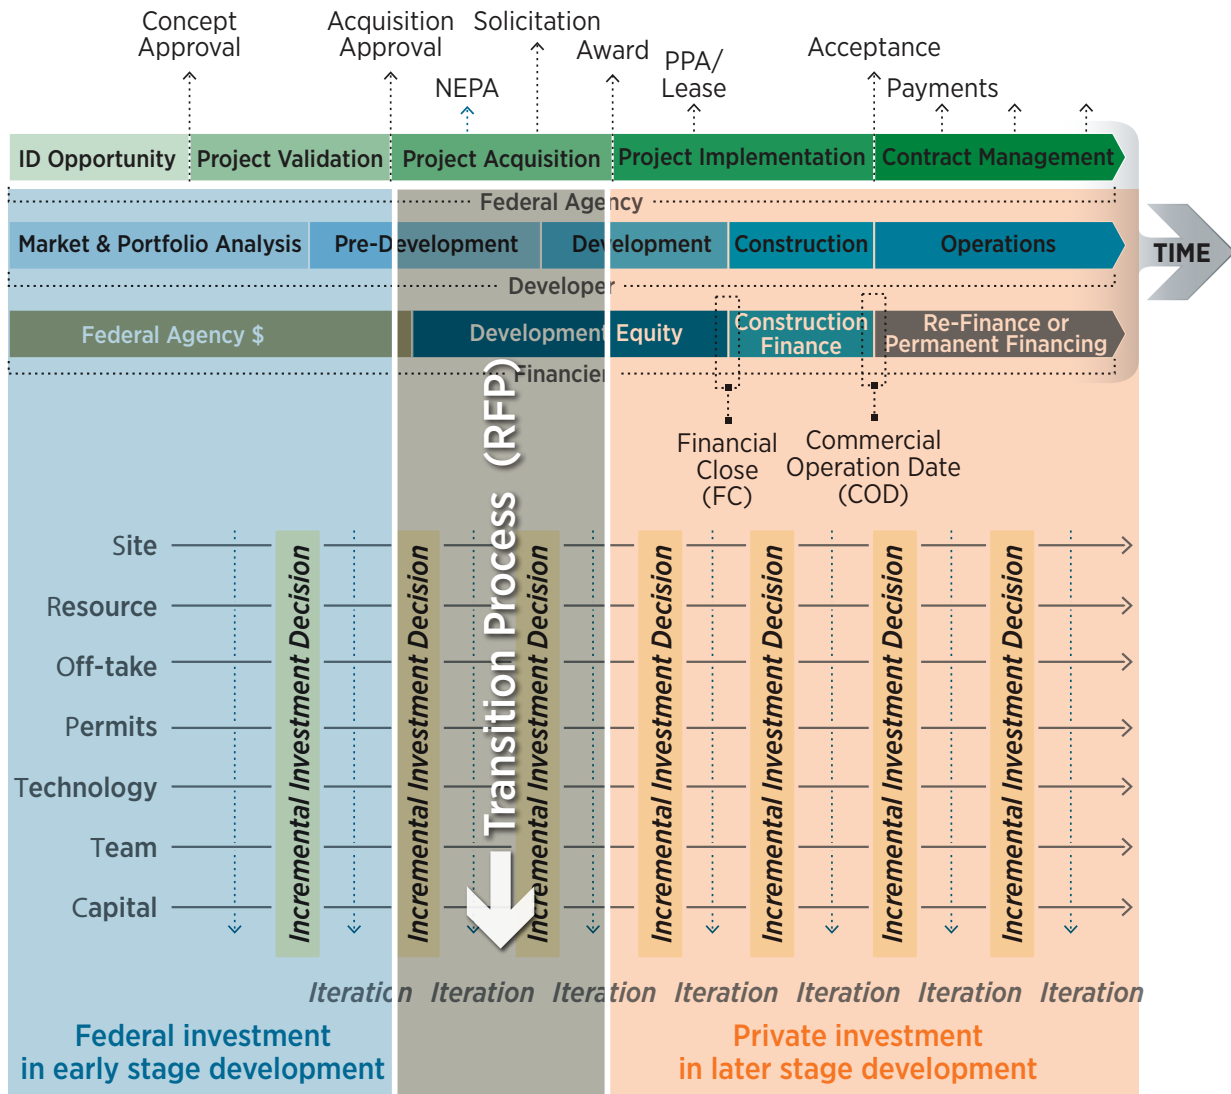 Concept
Approval
Acquisition
Approval
Solicitation
NEPA
Award
PPA/
Lease
Acceptance
Payments
ID Opportunity
Project Validation
Project Acquisition
Project Implementation
Contract Management
Federal Agency
Market & Portfolio Analysis
Pre-Development
Development
Construction
Operations
TIME
Developer
Federal Agency $
Development Equity
Construction
Finance
Re-Finance or
Permanent Financing
Financier
Financial
Close
(FC)
Commercial
Operation Date
(COD)
Transition Process (RFP)
Site
Resource
Off-take
Permits
Technology
Team
Capital
Incremental Investment Decision
Incremental Investment Decision
Incremental Investment Decision
Incremental Investment Decision
Incremental Investment Decision
Incremental Investment Decision
Incremental Investment Decision
Iteration
Iteration
Iteration
Iteration
Iteration
Iteration
Iteration
Federal investment
in early stage development
Private investment
in later stage development